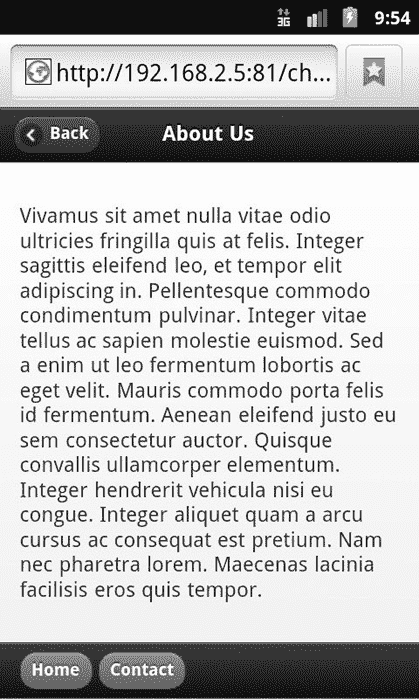 3G 9:54
http://192.168.2.5:81/ch...
Back About Us
Vivamus sit amet nulla vitae odio
ultricies fringilla quis at felis. Integer
sagittis eleifend leo, et tempor elit
adipiscing in. Pellentesque commodo
condimentum pulvinar. Integer vitae
tellus ac sapien molestie euismod. Sed
a enim ut leo fermentum lobortis ac
eget velit. Mauris commodo porta felis
id fermentum. Aenean eleifend justo eu
sem consectetur auctor. Quisque
convallis ullamcorper elementum.
Integer hendrerit vehicula nisi eu
congue. Integer aliquet quam a arcu
cursus ac consequat est pretium. Nam
nec pharetra lorem. Maecenas lacinia
facilisis eros quis tempor.
Home Contact